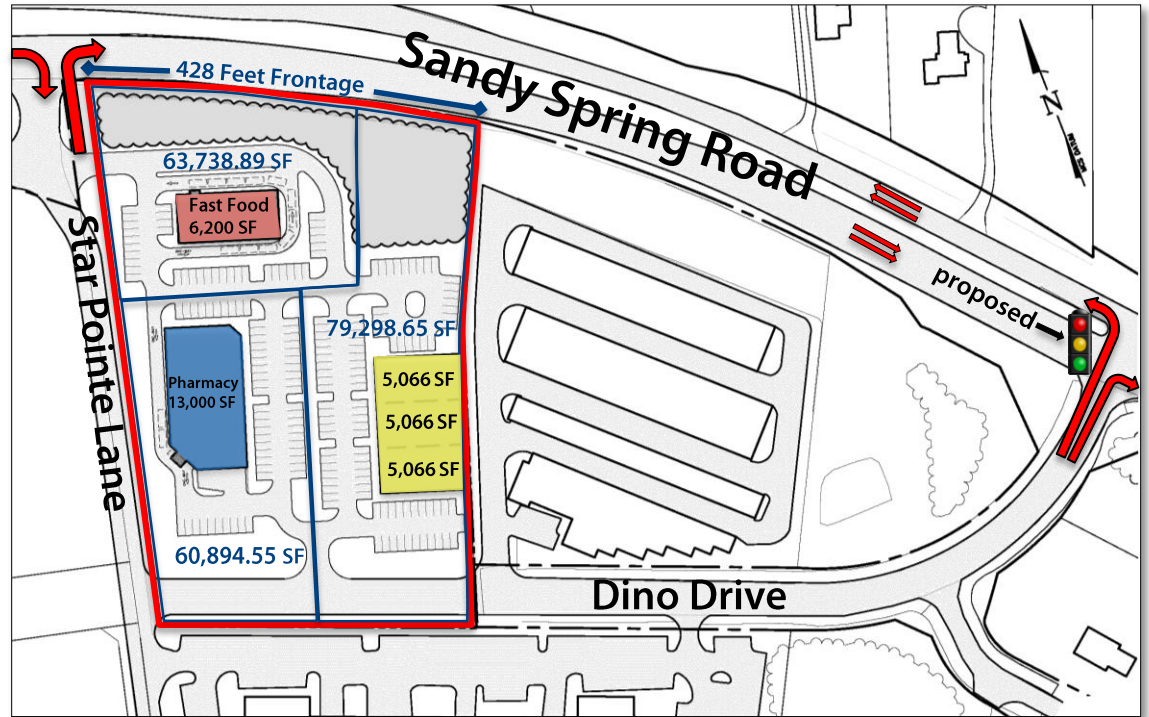 428 Feet Frontage
Sandy Spring Road
63,738.89 SF
Fast Food
6,200 SF
Star Pointe Lane
N
proposed
79,298.65 SF
Pharmacy
13,000 SF
5,066 SF
5,066 SF
5,066 SF
60,894.55 SF
Dino Drive